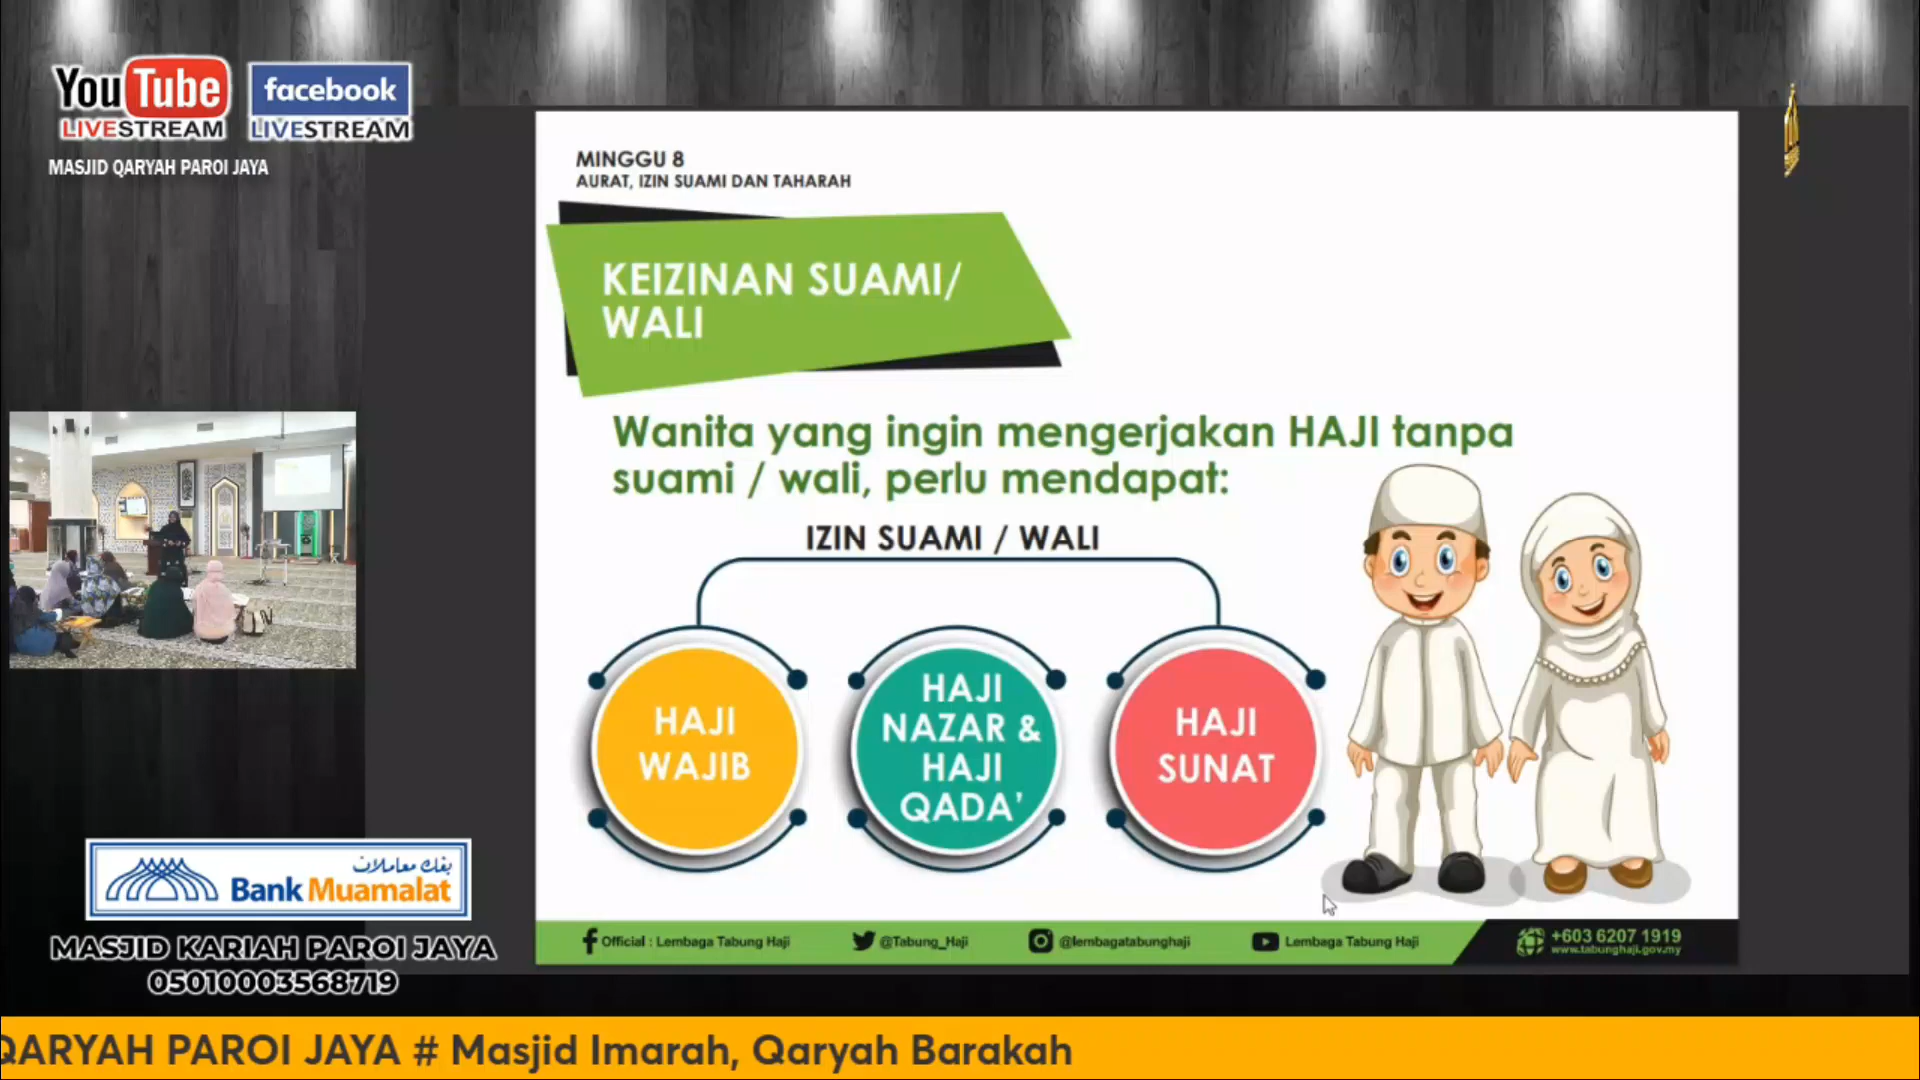 YouTube
LIVESTREAM
facebook
LIVESTREAM
MASJID QARYAH PAROI JAYA
MINGGU 8
AURAT, IZIN SUAMI DAN TAHARAH
KEIZINAN SUAMI/
WALI
Wanita yang ingin mengerjakan HAJI tanpa
suami / wali, perlu mendapat:
IZIN SUAMI / WALI
HAJI
WAJIB
HAJI
NAZAR &
HAJI
QADA'
HAJI
SUNAT
Official : Lembaga Tabung Haji
@Tabung_Haji
@lembagatabunghaji
Lembaga Tabung Haji
+603 6207 1919
www.tabunghaji.gov.my
بنك معاملات
Bank Muamalat
MASJID KARIAH PAROI JAYA
05010003568719
QARYAH PAROI JAYA # Masjid Imarah, Qaryah Barakah